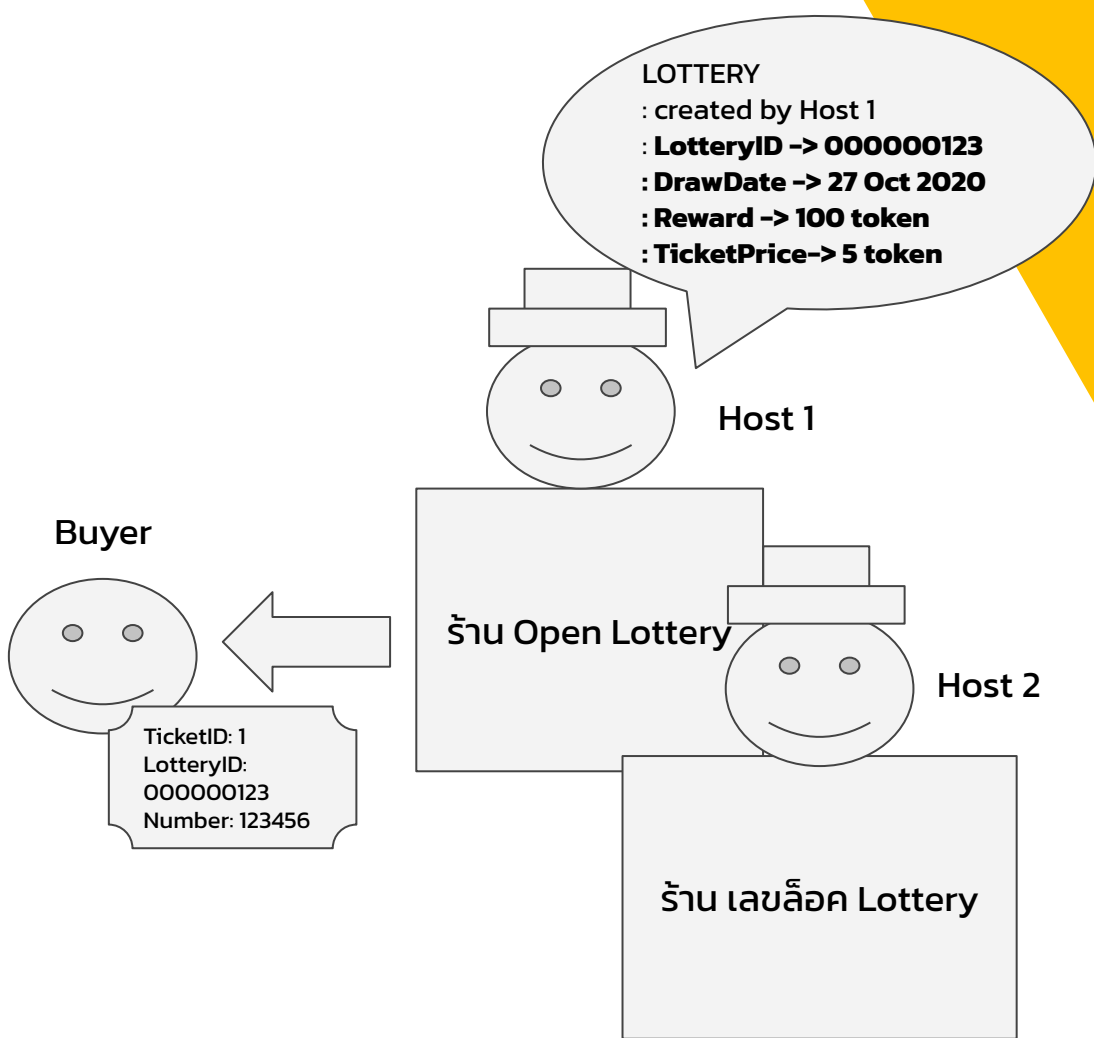 LOTTERY
: created by Host 1
: LotteryID -> 000000123
: DrawDate -> 27 Oct 2020
: Reward -> 100 token
: TicketPrice-> 5 token
Host 1
Buyer
ร้าน Open Lottery
Host 2
TicketID: 1
LotteryID:
000000123
Number: 123456
ร้าน เลขล็อค Lottery